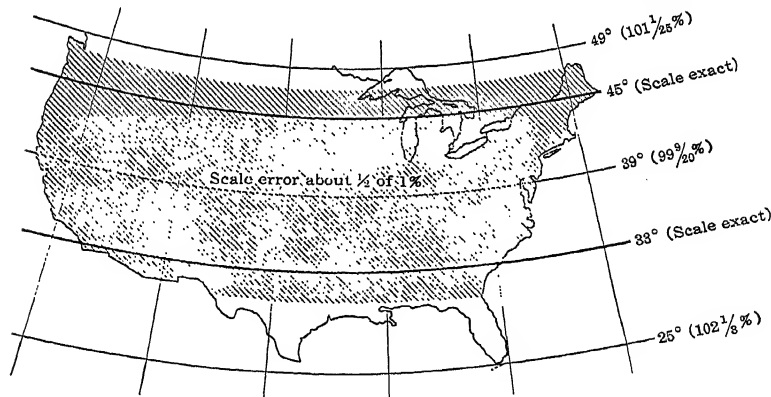 49° (101 1/25%)
45° (Scale exact)
39° (99 9/20%)
Scale error about ½ of 1%
33° (Scale exact)
25° (102 1/8%)